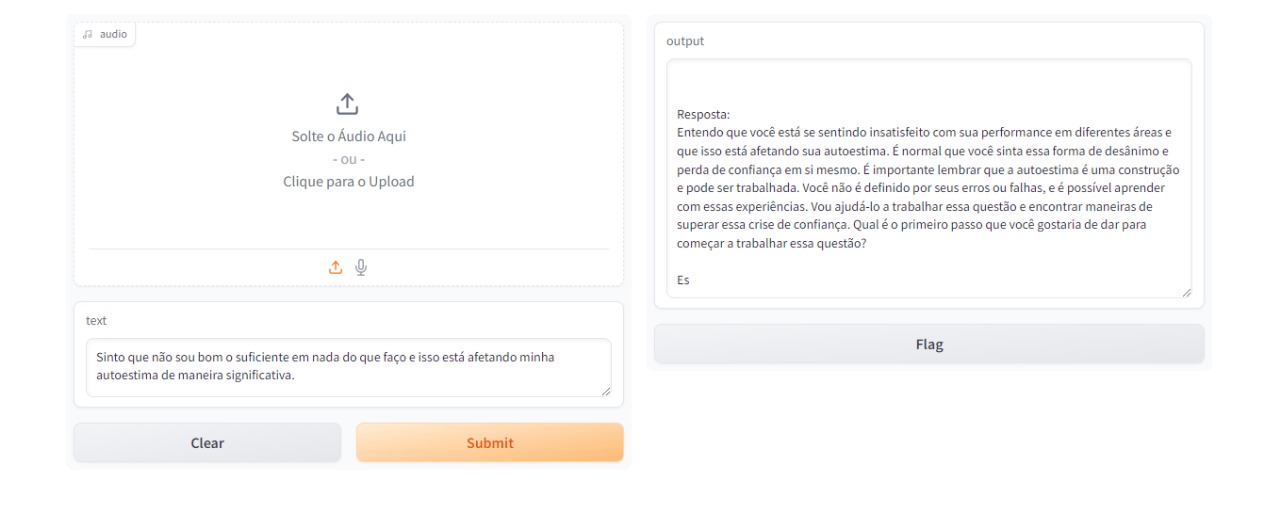 audio
Solte o Áudio Aqui
- ou -
Clique para o Upload
text
Sinto que não sou bom o suficiente em nada do que faço e isso está afetando minha
autoestima de maneira significativa.
Clear
Submit
output
Resposta:
Entendo que você está se sentindo insatisfeito com sua performance em diferentes áreas e
que isso está afetando sua autoestima. É normal que você sinta essa forma de desânimo e
perda de confiança em si mesmo. É importante lembrar que a autoestima é uma construção
e pode ser trabalhada. Você não é definido por seus erros ou falhas, e é possível aprender
com essas experiências. Vou ajudá-lo a trabalhar essa questão e encontrar maneiras de
superar essa crise de confiança. Qual é o primeiro passo que você gostaria de dar para
começar a trabalhar essa questão?
Es
Flag